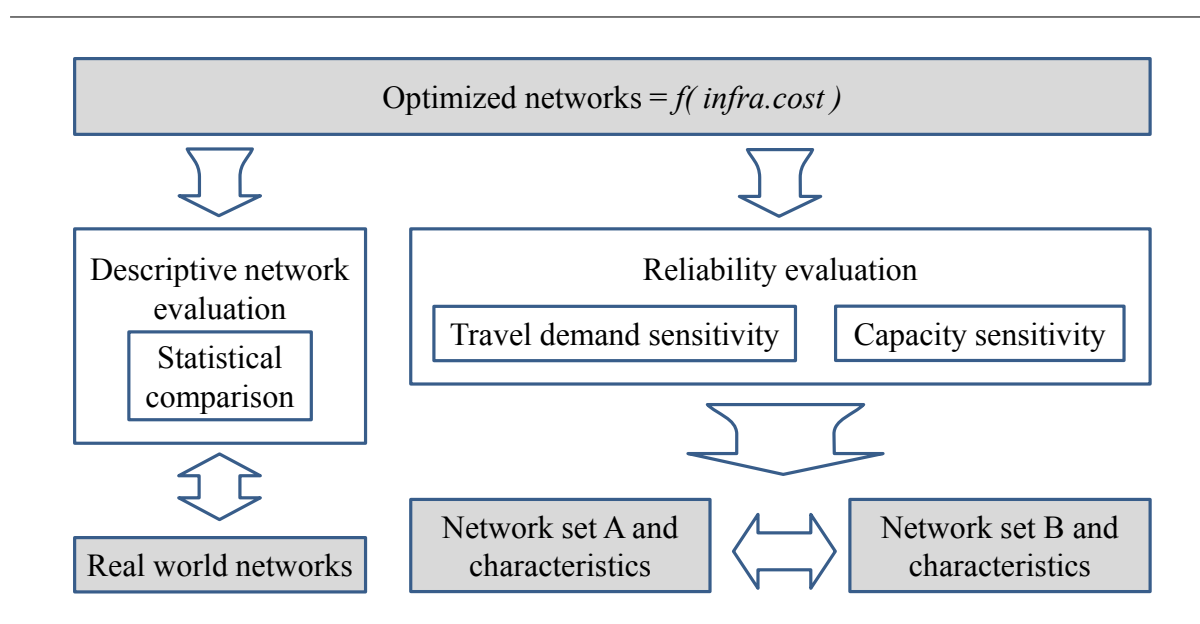 Optimized networks = f( infra.cost )
Descriptive network
evaluation
Statistical
comparison
Reliability evaluation
Travel demand sensitivity
Capacity sensitivity
Real world networks
Network set A and
characteristics
Network set B and
characteristics